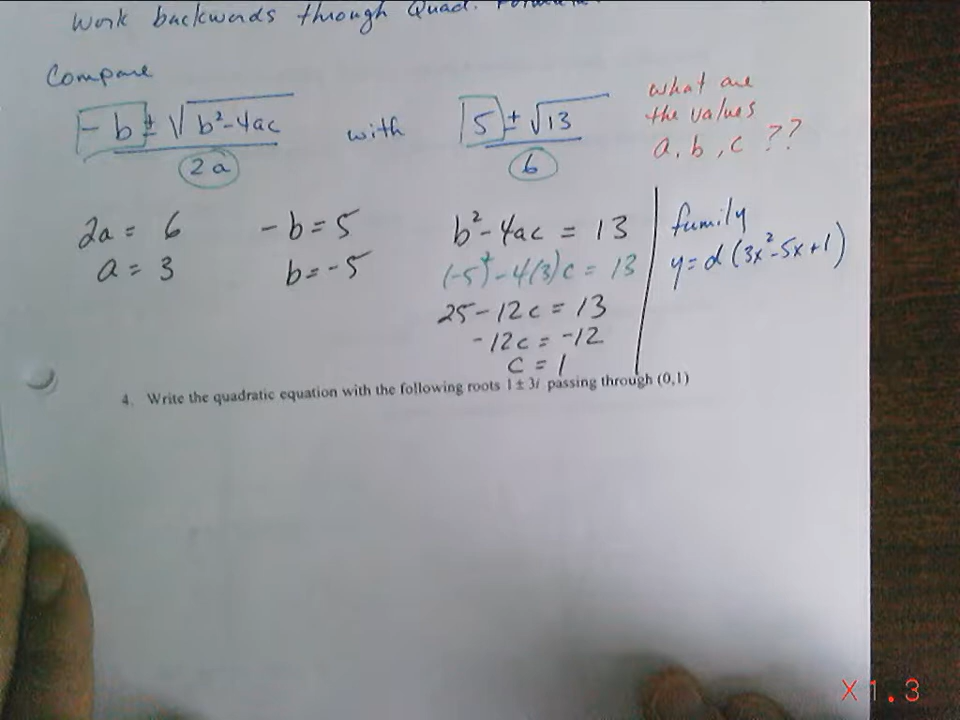 Work backwards through Quad. Formula.
Compare
-b ± √b²-4ac / 2a with 5 ± √13 / 6
what are
the values
a, b, c ??
2a = 6
a = 3
-b = 5
b = -5
b² - 4ac = 13
(-5)² - 4(3)c = 13
25 - 12c = 13
-12c = -12
c = 1
family
y = a(3x² - 5x + 1)
4. Write the quadratic equation with the following roots 1 ± 3i passing through (0,1)
X1.3